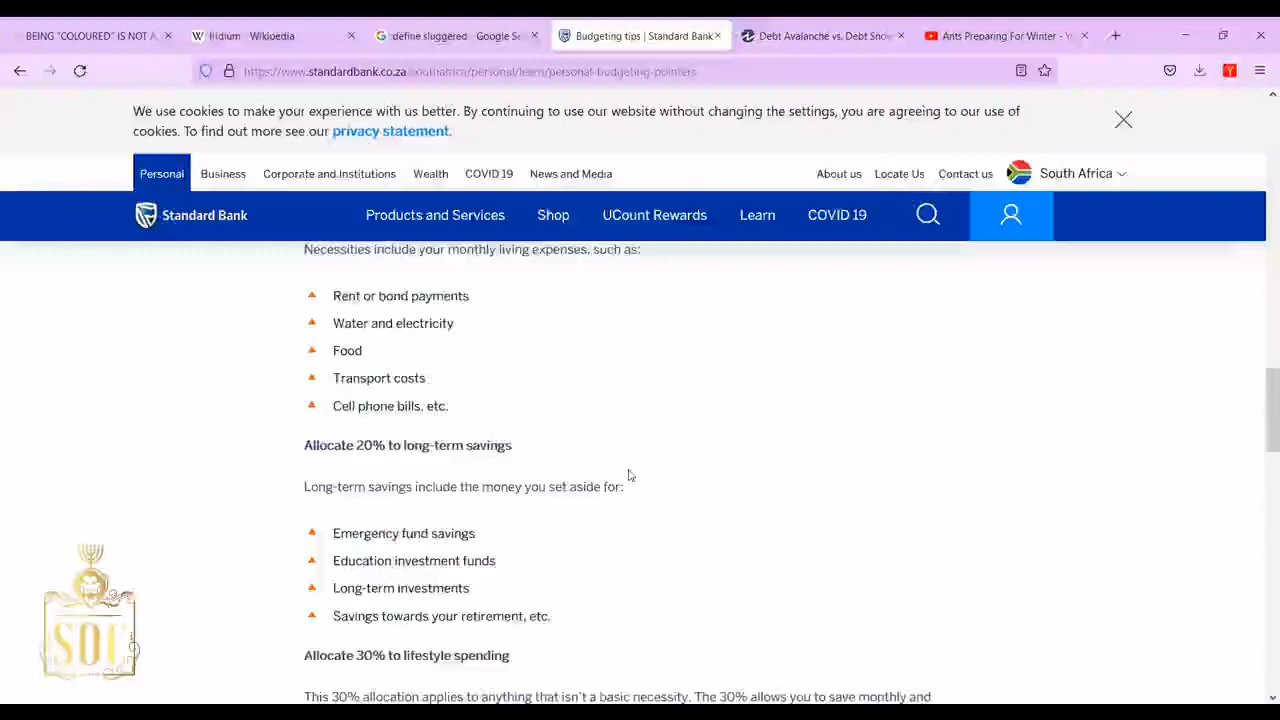 BEING "COLOURED" IS NOT A
Iridium - Wikipedia
define sluggered - Google Se
Budgeting tips | Standard Bank
Debt Avalanche vs. Debt Snow
Ants Preparing For Winter - Y
https://www.standardbank.co.za/southafrica/personal/learn/personal-budgeting-pointers
We use cookies to make your experience with us better. By continuing to use our website without changing the settings, you are agreeing to our use of
cookies. To find out more see our privacy statement.
Personal Business Corporate and Institutions Wealth COVID 19 News and Media About us Locate Us Contact us South Africa
Standard Bank Products and Services Shop UCount Rewards Learn COVID 19
Necessities include your monthly living expenses, such as:
Rent or bond payments
Water and electricity
Food
Transport costs
Cell phone bills, etc.
Allocate 20% to long-term savings
Long-term savings include the money you set aside for:
Emergency fund savings
Education investment funds
Long-term investments
Savings towards your retirement, etc.
Allocate 30% to lifestyle spending
This 30% allocation applies to anything that isn't a basic necessity. The 30% allows you to save monthly and